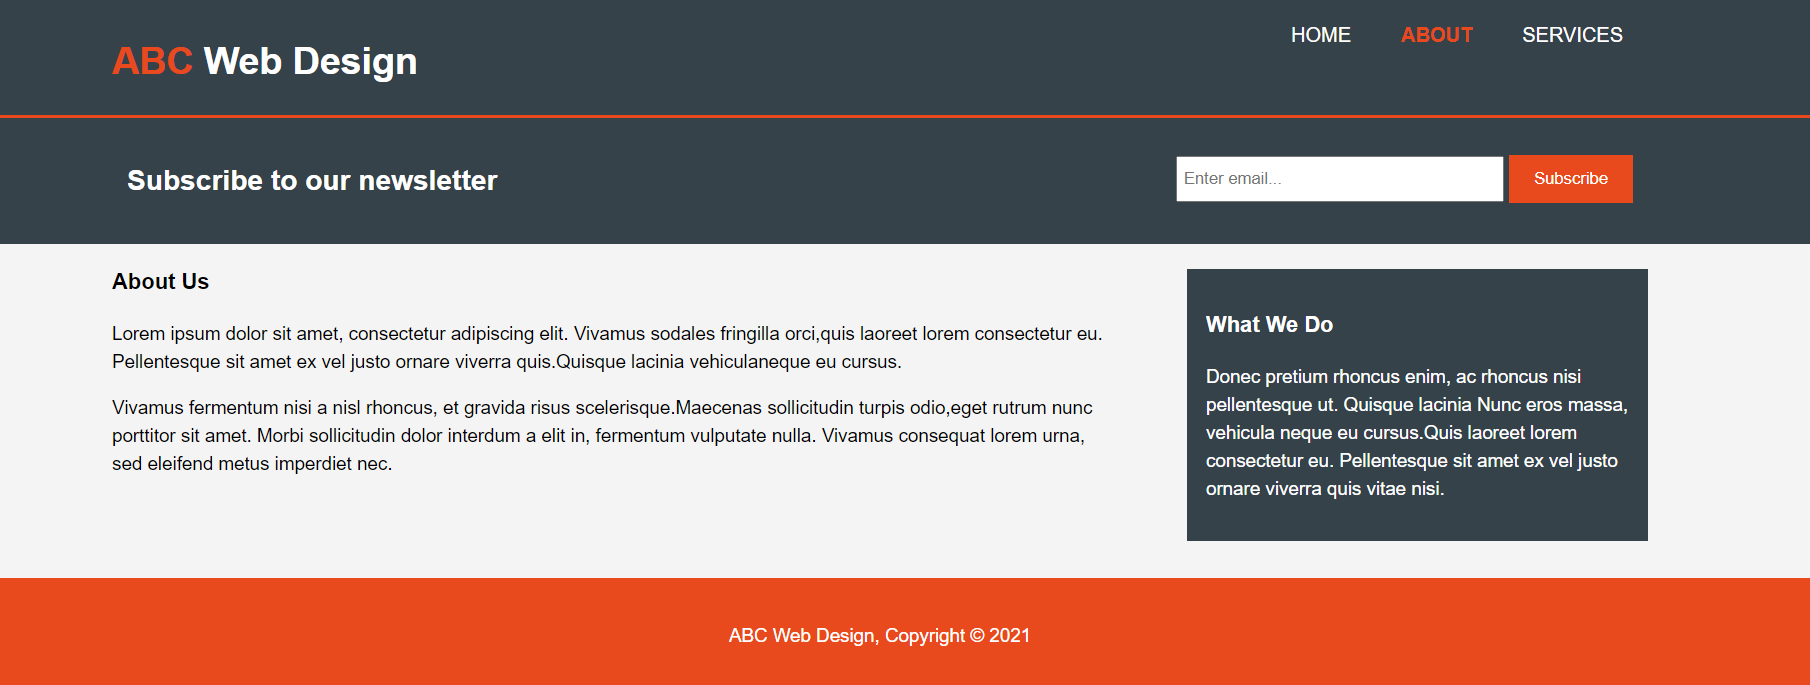 ABC Web Design
HOME ABOUT SERVICES
Subscribe to our newsletter
Enter email...
Subscribe
About Us
Lorem ipsum dolor sit amet, consectetur adipiscing elit. Vivamus sodales fringilla orci,quis laoreet lorem consectetur eu.
Pellentesque sit amet ex vel justo ornare viverra quis.Quisque lacinia vehiculaneque eu cursus.
Vivamus fermentum nisi a nisl rhoncus, et gravida risus scelerisque.Maecenas sollicitudin turpis odio,eget rutrum nunc
porttitor sit amet. Morbi sollicitudin dolor interdum a elit in, fermentum vulputate nulla. Vivamus consequat lorem urna,
sed eleifend metus imperdiet nec.
What We Do
Donec pretium rhoncus enim, ac rhoncus nisi
pellentesque ut. Quisque lacinia Nunc eros massa,
vehicula neque eu cursus.Quis laoreet lorem
consectetur eu. Pellentesque sit amet ex vel justo
ornare viverra quis vitae nisi.
ABC Web Design, Copyright © 2021